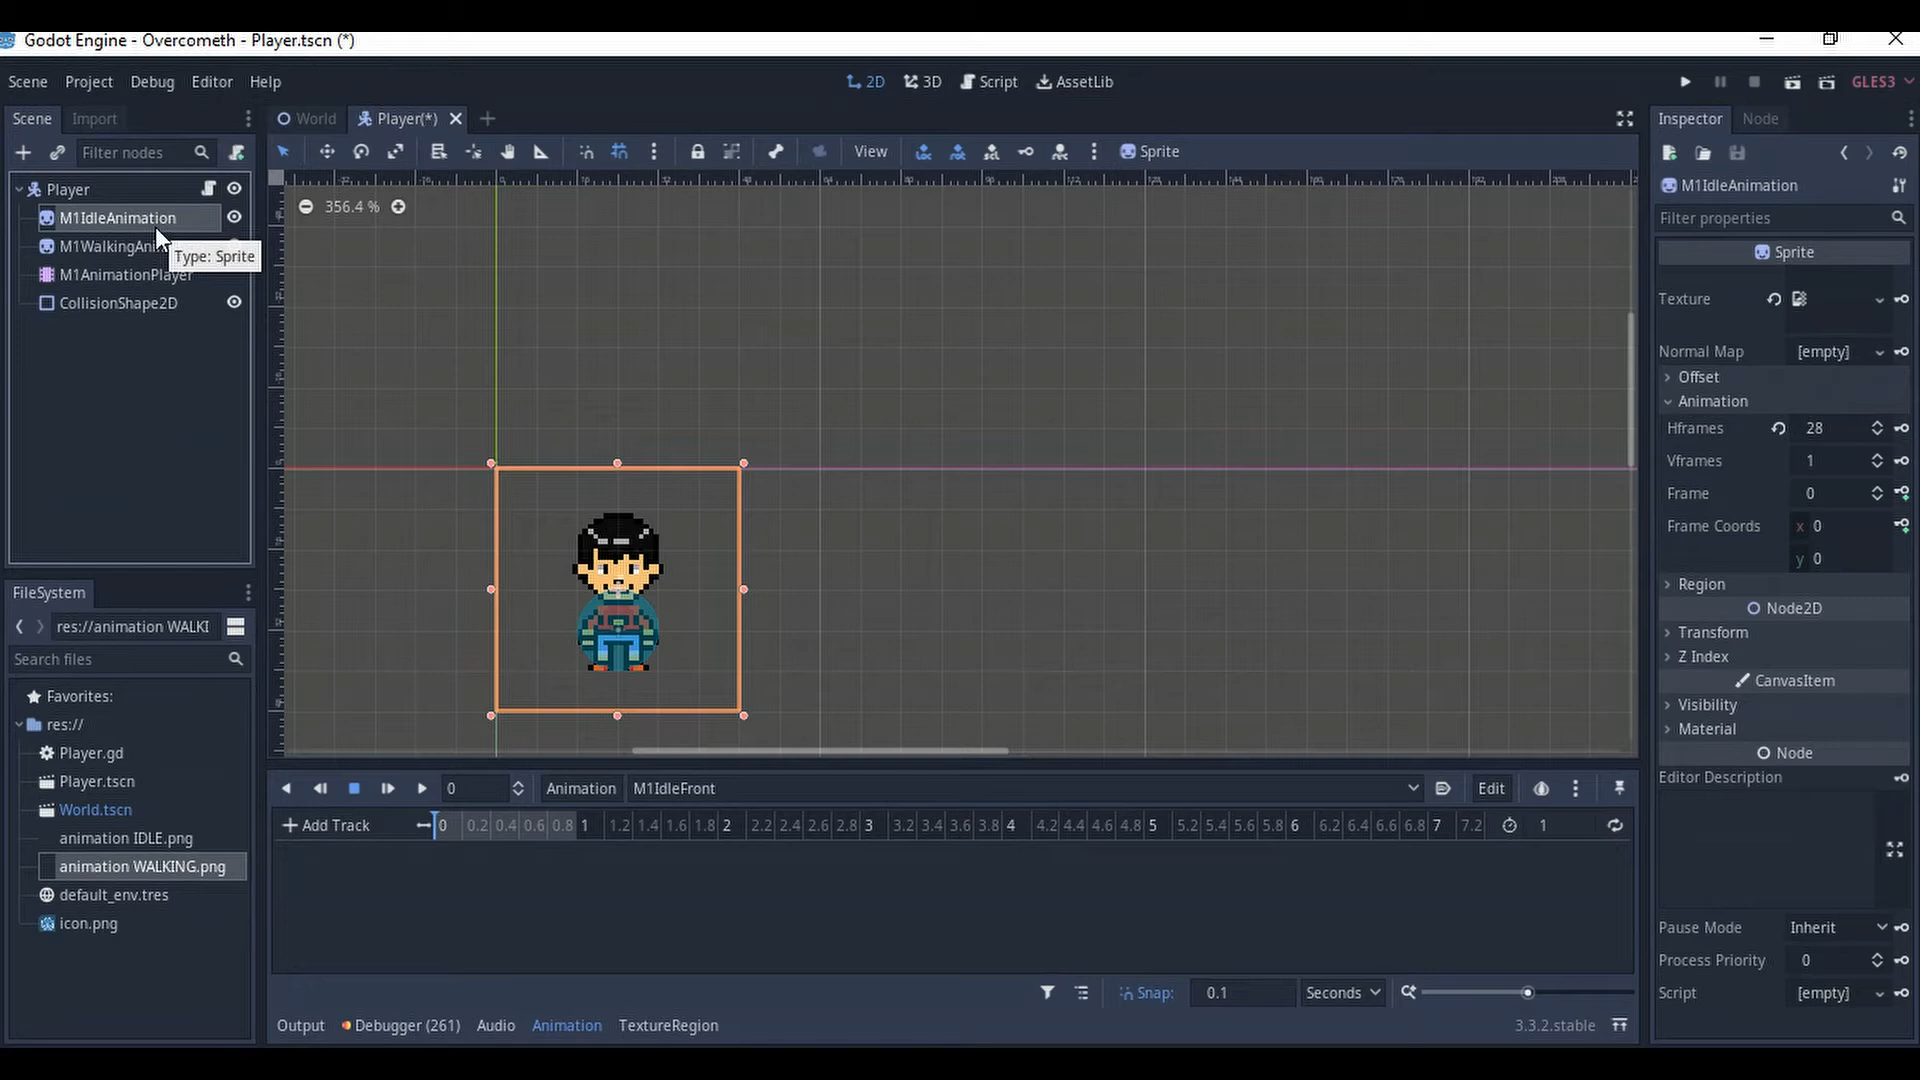 Godot Engine - Overcometh - Player.tscn (*)
Scene Project Debug Editor Help
2D 3D Script AssetLib
GLES3
Scene Import
World Player(*)
Inspector Node
Filter nodes
View
Sprite
Player
M1IdleAnimation
M1WalkingAni
Type: Sprite
M1AnimationPlayer
CollisionShape2D
356.4 %
M1IdleAnimation
Filter properties
Sprite
Texture
Normal Map [empty]
Offset
Animation
Hframes 28
Vframes 1
Frame 0
Frame Coords x 0
y 0
Region
Node2D
Transform
Z Index
CanvasItem
Visibility
Material
Node
Editor Description
Pause Mode Inherit
Process Priority 0
Script [empty]
FileSystem
res://animation WALKI
Search files
Favorites:
res://
Player.gd
Player.tscn
World.tscn
animation IDLE.png
animation WALKING.png
default_env.tres
icon.png
0 Animation M1IdleFront Edit
Add Track 0 0.2 0.4 0.6 0.8 1 1.2 1.4 1.6 1.8 2 2.2 2.4 2.6 2.8 3 3.2 3.4 3.6 3.8 4 4.2 4.4 4.6 4.8 5 5.2 5.4 5.6 5.8 6 6.2 6.4 6.6 6.8 7 7.2 1
Snap: 0.1 Seconds
Output Debugger (261) Audio Animation TextureRegion 3.3.2.stable